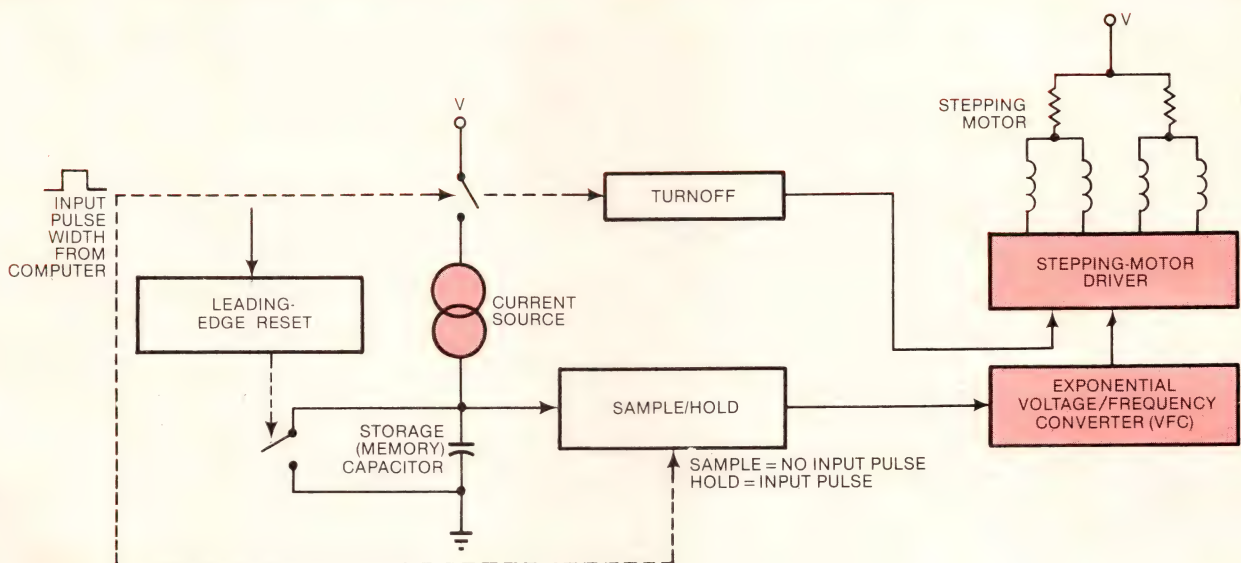 V
STEPPING
MOTOR
V
INPUT
PULSE
WIDTH
FROM
COMPUTER
TURNOFF
STEPPING-MOTOR
DRIVER
LEADING-
EDGE RESET
CURRENT
SOURCE
EXPONENTIAL
VOLTAGE/FREQUENCY
CONVERTER (VFC)
SAMPLE/HOLD
STORAGE
(MEMORY)
CAPACITOR
SAMPLE = NO INPUT PULSE
HOLD = INPUT PULSE